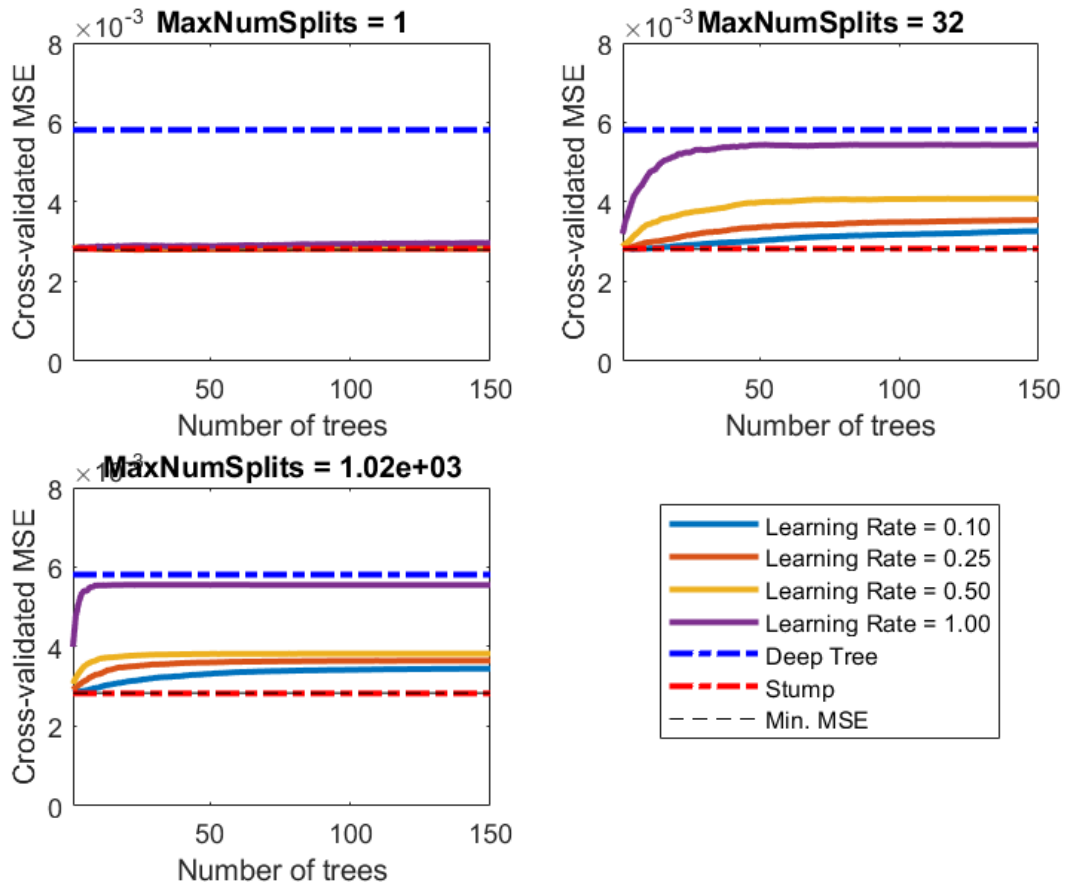 ×10⁻³ MaxNumSplits = 1
8
6
4
2
0
Cross-validated MSE
50 100 150
Number of trees
×10⁻³ MaxNumSplits = 32
8
6
4
2
0
Cross-validated MSE
50 100 150
Number of trees
×10⁻³ MaxNumSplits = 1.02e+03
8
6
4
2
0
Cross-validated MSE
50 100 150
Number of trees
Learning Rate = 0.10
Learning Rate = 0.25
Learning Rate = 0.50
Learning Rate = 1.00
Deep Tree
Stump
Min. MSE